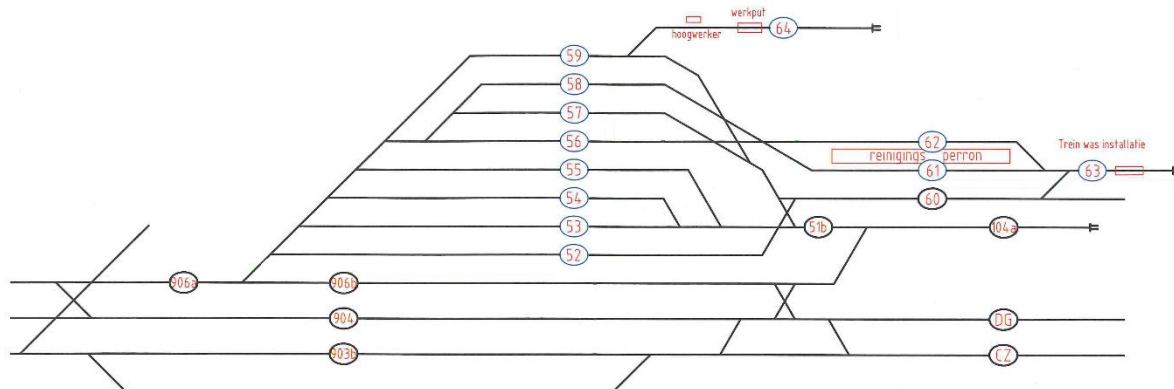 werkput
64
hoogwerker
59
58
57
56
62
Trein was installatie
reinigings perron
55
61
63
54
60
53
51b
104a
52
906a
906b
904
DG
903b
CZ